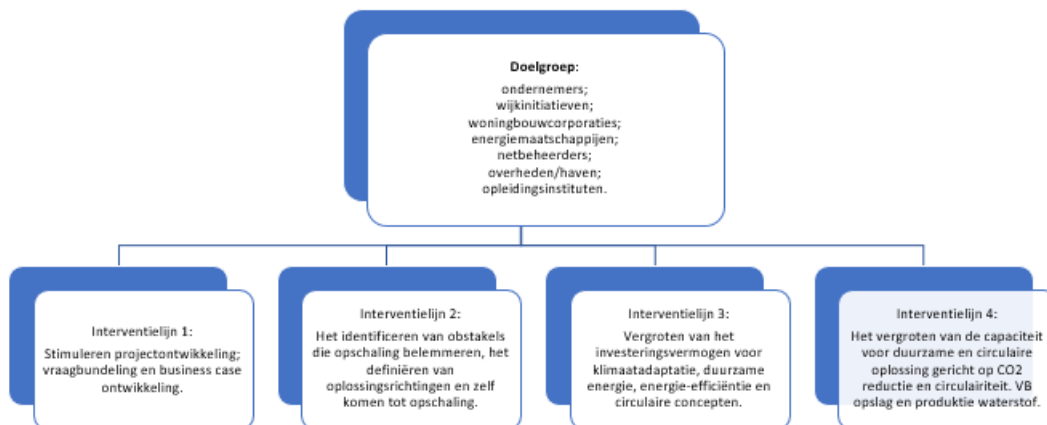 Doelgroep:
ondernemers;
wijkinitiatieven;
woningbouwcorporaties;
energiemaatschappijen;
netbeheerders;
overheden/haven;
opleidingsinstituten.
Interventielijn 1:
Stimuleren projectontwikkeling;
vraagbundeling en business case
ontwikkeling.
Interventielijn 2:
Het identificeren van obstakels
die opschaling belemmeren, het
definiëren van
oplossingsrichtingen en zelf
komen tot opschaling.
Interventielijn 3:
Vergroten van het
investeringsvermogen voor
klimaatadaptatie, duurzame
energie, energie-efficiëntie en
circulaire concepten.
Interventielijn 4:
Het vergroten van de capaciteit
voor duurzame en circulaire
oplossing gericht op CO2
reductie en circulairiteit. VB
opslag en produktie waterstof.